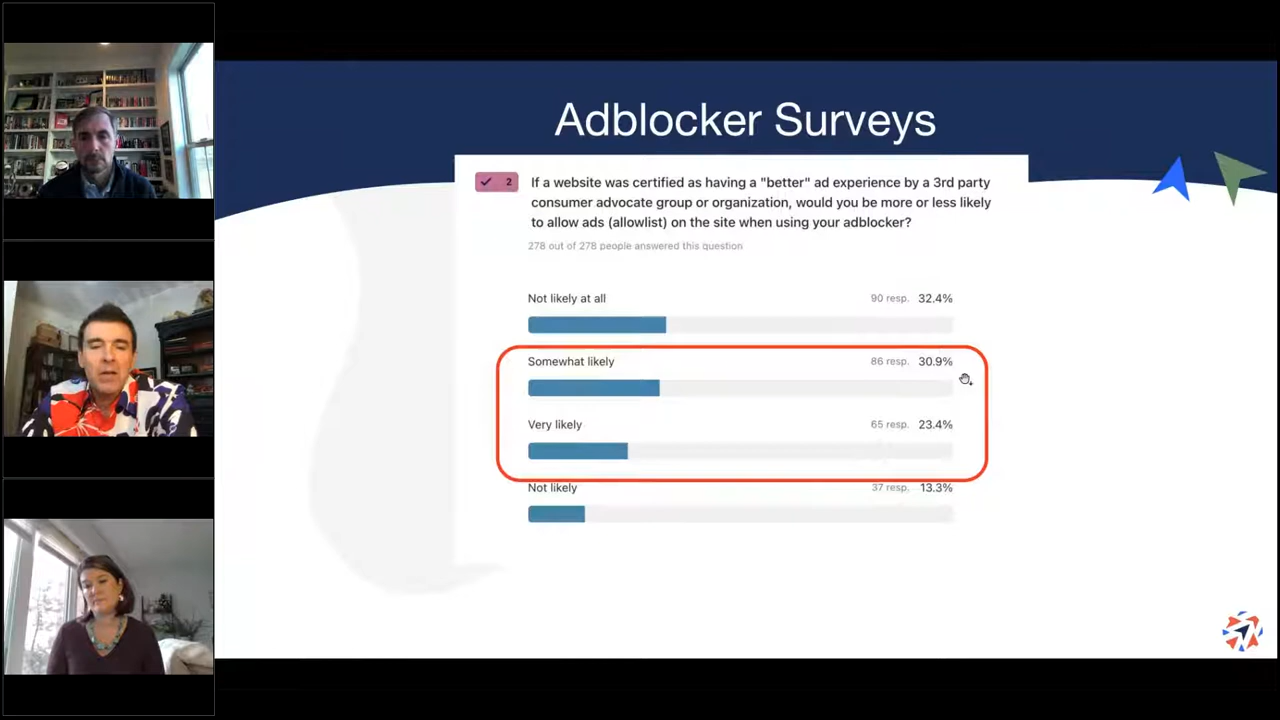 Adblocker Surveys
2
If a website was certified as having a "better" ad experience by a 3rd party
consumer advocate group or organization, would you be more or less likely
to allow ads (allowlist) on the site when using your adblocker?
278 out of 278 people answered this question
Not likely at all 90 resp. 32.4%
Somewhat likely 86 resp. 30.9%
Very likely 65 resp. 23.4%
Not likely 37 resp. 13.3%